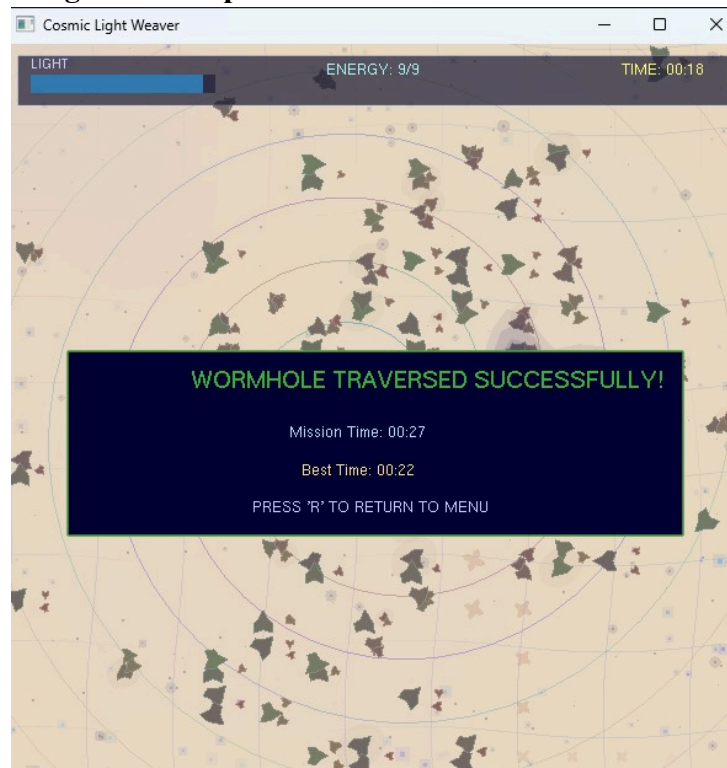 Cosmic Light Weaver
LIGHT
ENERGY: 9/9
TIME: 00:18
WORMHOLE TRAVERSED SUCCESSFULLY!
Mission Time: 00:27
Best Time: 00:22
PRESS 'R' TO RETURN TO MENU